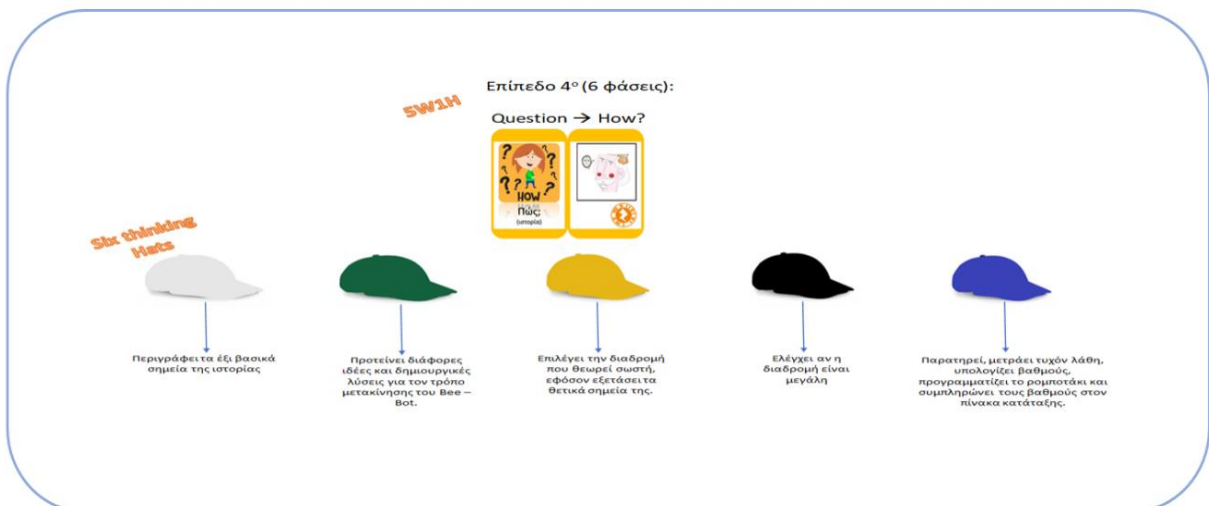 Επίπεδο 4ο (6 φάσεις):
5W1H
Question → How?
HOW
Πώς;
(ιστορία)
Six thinking
Hats
Περιγράφει τα έξι βασικά
σημεία της ιστορίας
Προτείνει διάφορες
ιδέες και δημιουργικές
λύσεις για τον τρόπο
μετακίνησης του Bee –
Bot.
Επιλέγει την διαδρομή
που θεωρεί σωστή,
εφόσον εξετάσει τα
θετικά σημεία της.
Ελέγχει αν η
διαδρομή είναι
μεγάλη
Παρατηρεί, μετράει τυχόν λάθη,
υπολογίζει βαθμούς,
προγραμματίζει το ρομποτάκι και
συμπληρώνει τους βαθμούς στον
πίνακα κατάταξης.